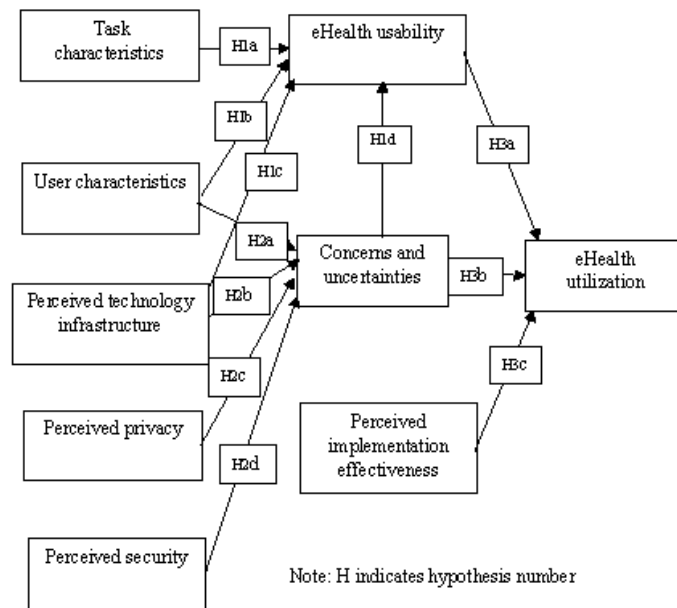 Task
characteristics
H1a
eHealth usability
H1b
H1c
H1d
H3a
User characteristics
H2a
Concerns and
uncertainties
H3b
eHealth
utilization
H2b
Perceived technology
infrastructure
H2c
H3c
Perceived privacy
Perceived
implementation
effectiveness
H2d
Perceived security
Note: H indicates hypothesis number